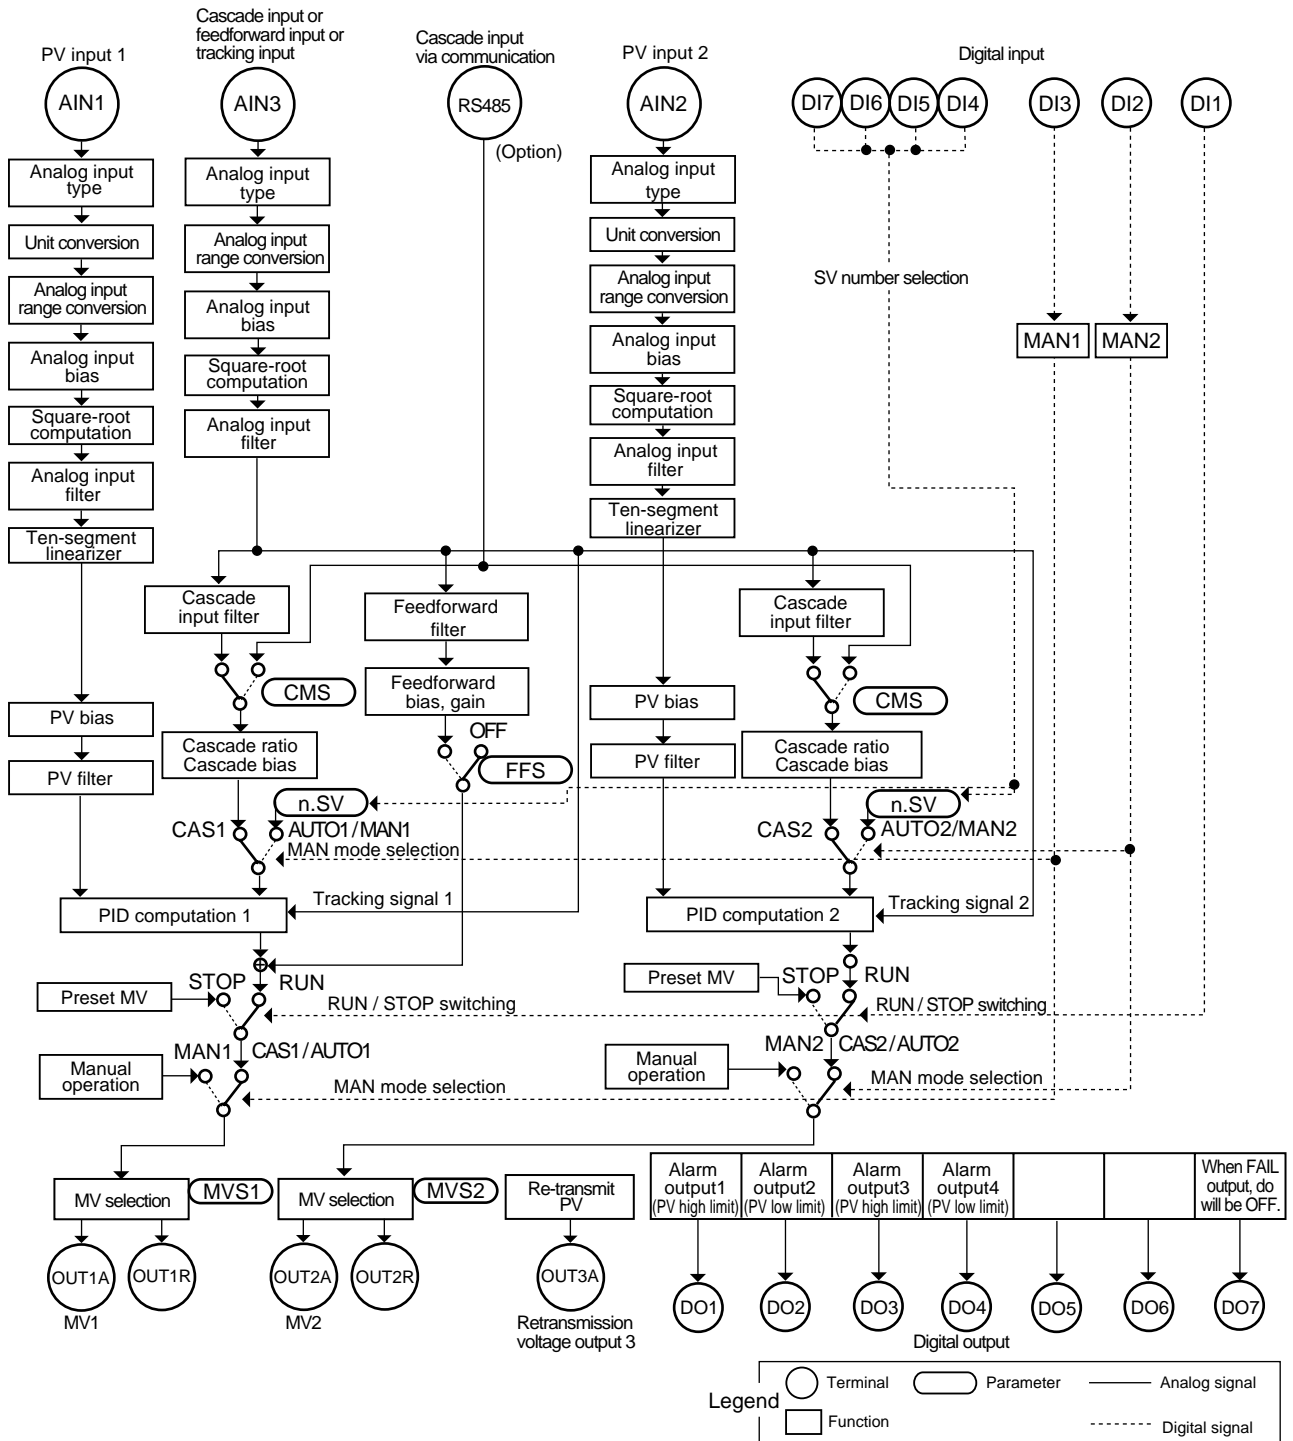 Cascade input or
feedforward input or
tracking input
Cascade input
via communication
PV input 1
PV input 2
Digital input
AIN1
AIN3
RS485
AIN2
DI7
DI6
DI5
DI4
DI3
DI2
DI1
(Option)
Analog input
type
Unit conversion
Analog input
range conversion
Analog input
bias
Square-root
computation
Analog input
filter
Ten-segment
linearizer
Analog input
type
Analog input
range conversion
Analog input
bias
Square-root
computation
Analog input
filter
Analog input
type
Unit conversion
Analog input
range conversion
Analog input
bias
Square-root
computation
Analog input
filter
Ten-segment
linearizer
SV number selection
MAN1
MAN2
Cascade
input filter
Feedforward
filter
Cascade
input filter
CMS
Feedforward
bias, gain
CMS
PV bias
PV filter
Cascade ratio
Cascade bias
OFF
FFS
PV bias
PV filter
Cascade ratio
Cascade bias
n.SV
n.SV
CAS1
AUTO1/MAN1
MAN mode selection
CAS2
AUTO2/MAN2
Tracking signal 1
Tracking signal 2
PID computation 1
PID computation 2
Preset MV
STOP
RUN
RUN / STOP switching
Preset MV
STOP
RUN
RUN / STOP switching
Manual
operation
MAN1
CAS1/AUTO1
MAN mode selection
Manual
operation
MAN2
CAS2/AUTO2
MAN mode selection
MV selection
MVS1
MV selection
MVS2
Re-transmit
PV
Alarm
output1
(PV high limit)
Alarm
output2
(PV low limit)
Alarm
output3
(PV high limit)
Alarm
output4
(PV low limit)
When FAIL
output, do
will be OFF.
OUT1A
OUT1R
OUT2A
OUT2R
OUT3A
DO1
DO2
DO3
DO4
DO5
DO6
DO7
MV1
MV2
Retransmission
voltage output 3
Digital output
Legend
Terminal
Parameter
Analog signal
Function
Digital signal